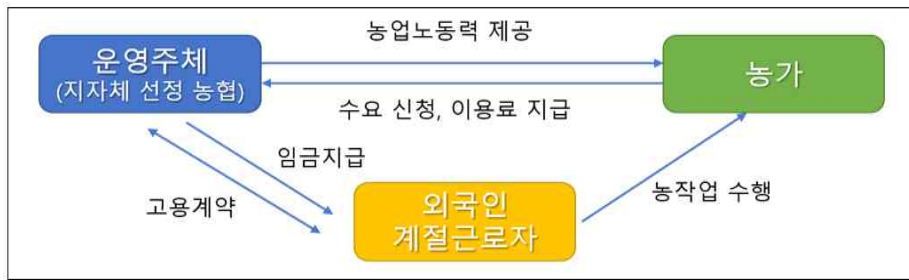 농업노동력 제공
운영주체
(지자체 선정 농협)
농가
수요 신청, 이용료 지급
임금지급
고용계약
외국인
계절근로자
농작업 수행